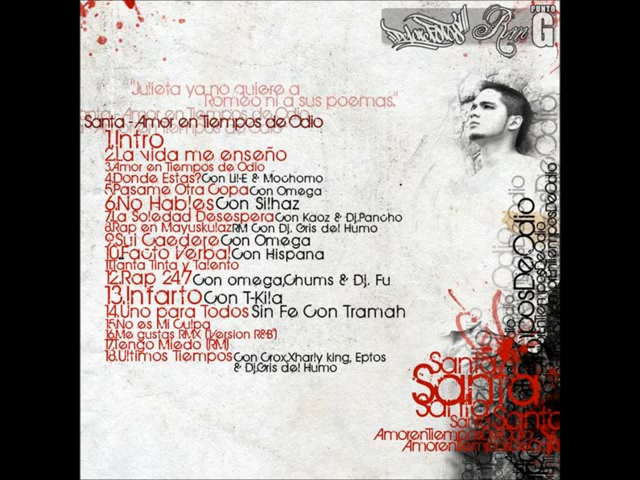 PUNTO
Rm G
"Julieta ya no quiere a
Romeo ni a sus poemas."
Santa - Amor en Tiempos de Odio
1.Intro
2.La vida me enseño
3.Amor en Tiempos de Odio
4.Donde Estas? Con Lil-E & Mochomo
5.Pasame Otra Copa Con Omega
6.No Hables Con Silhaz
7.La Soledad Desespera Con Kaoz & Dj.Pancho
8.Rap en Mayuskulaz RM Con Dj. Gris del Humo
9.Sui Caedere Con Omega
10.Facto Verbal Con Hispana
11.Tanta Tinta y Talento
12.Rap 24/7 Con omega,Chums & Dj. Fu
13.Infarto Con T-Kila
14.Uno para Todos Sin Fe Con Tramah
15.No es Mi Culpa
16.Me gustas RMX (Version R&B")
17.Tengo Miedo (RM)
18.Ultimos Tiempos Con Crox,Xharly king, Eptos
& Dj.Gris del Humo
Santa
Santa
Santa
Santa
AmorenTiemposDeOdio
AmorenTiemposDeOdio